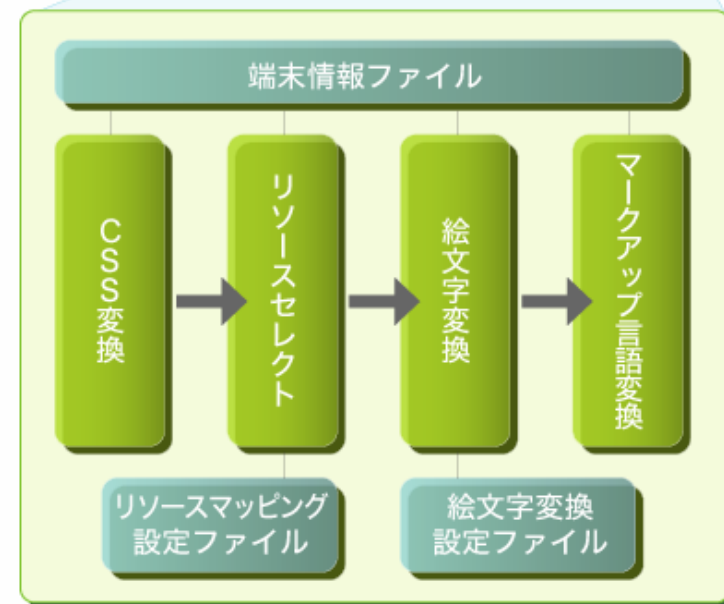 端末情報ファイル
CSS変換
リソースセレクト
絵文字変換
マークアップ言語変換
リソースマッピング
設定ファイル
絵文字変換
設定ファイル